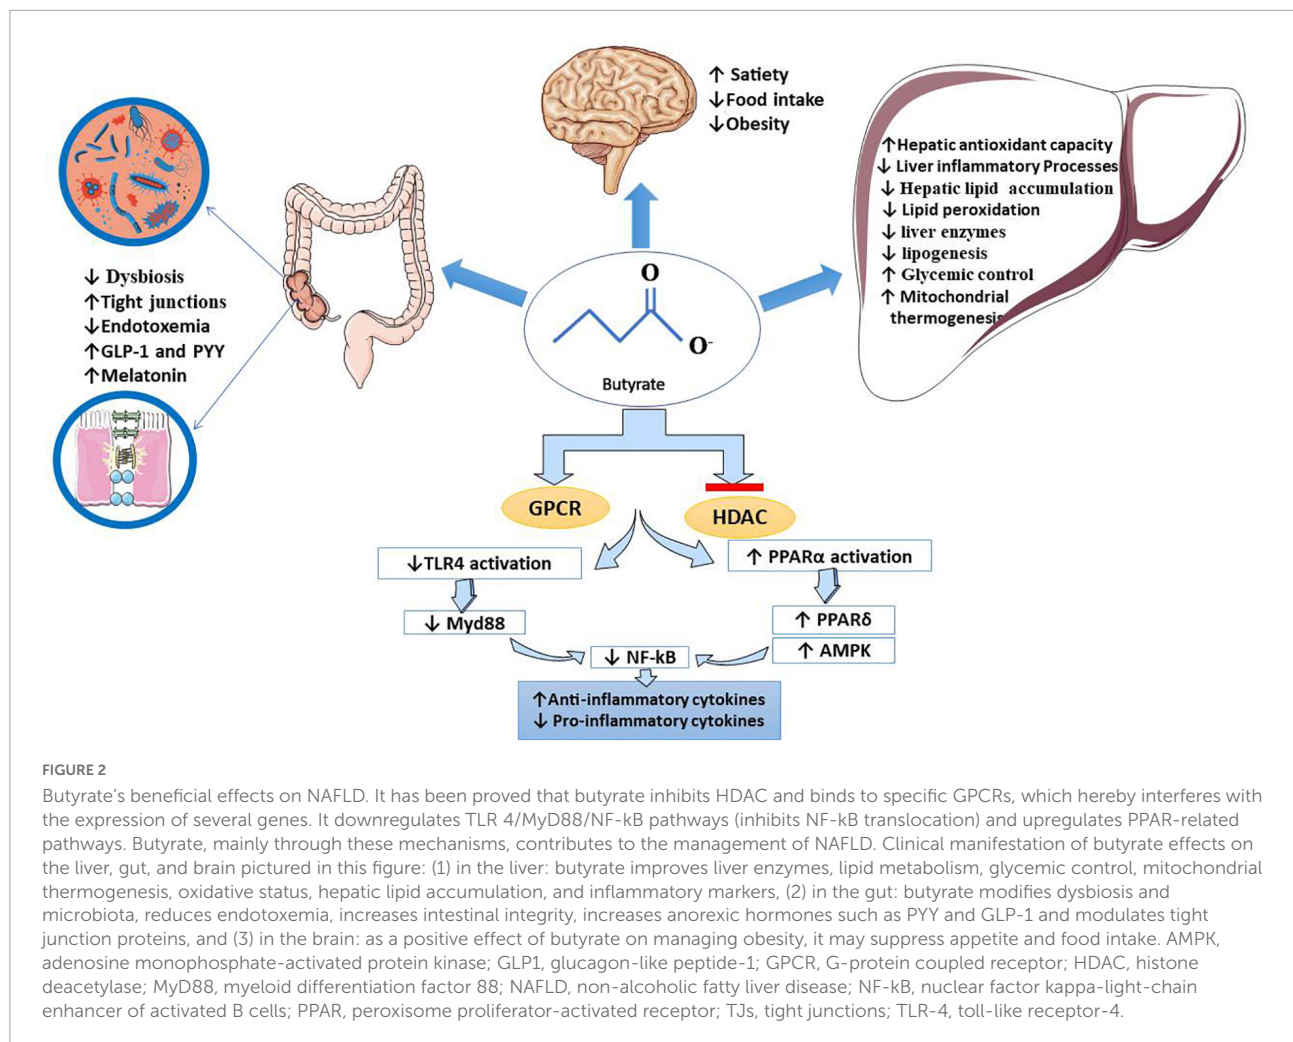 ↑ Satiety
↓Food intake
↓Obesity
↑Hepatic antioxidant capacity
↓ Liver inflammatory Processes
↓ Hepatic lipid accumulation
↓ Lipid peroxidation
↓ liver enzymes
↓ lipogenesis
↑ Glycemic control
↑ Mitochondrial
thermogenesis
↓ Dysbiosis
↑Tight junctions
↓Endotoxemia
↑GLP-1 and PYY
↑Melatonin
O
O-
Butyrate
GPCR
HDAC
↓TLR4 activation
↑ PPARα activation
↓ Myd88
↑ PPARδ
↑ AMPK
↓ NF-kB
↑Anti-inflammatory cytokines
↓ Pro-inflammatory cytokines
FIGURE 2
Butyrate's beneficial effects on NAFLD. It has been proved that butyrate inhibits HDAC and binds to specific GPCRs, which hereby interferes with
the expression of several genes. It downregulates TLR 4/MyD88/NF-kB pathways (inhibits NF-kB translocation) and upregulates PPAR-related
pathways. Butyrate, mainly through these mechanisms, contributes to the management of NAFLD. Clinical manifestation of butyrate effects on
the liver, gut, and brain pictured in this figure: (1) in the liver: butyrate improves liver enzymes, lipid metabolism, glycemic control, mitochondrial
thermogenesis, oxidative status, hepatic lipid accumulation, and inflammatory markers, (2) in the gut: butyrate modifies dysbiosis and
microbiota, reduces endotoxemia, increases intestinal integrity, increases anorexic hormones such as PYY and GLP-1 and modulates tight
junction proteins, and (3) in the brain: as a positive effect of butyrate on managing obesity, it may suppress appetite and food intake. AMPK,
adenosine monophosphate-activated protein kinase; GLP1, glucagon-like peptide-1; GPCR, G-protein coupled receptor; HDAC, histone
deacetylase; MyD88, myeloid differentiation factor 88; NAFLD, non-alcoholic fatty liver disease; NF-kB, nuclear factor kappa-light-chain
enhancer of activated B cells; PPAR, peroxisome proliferator-activated receptor; TJs, tight junctions; TLR-4, toll-like receptor-4.